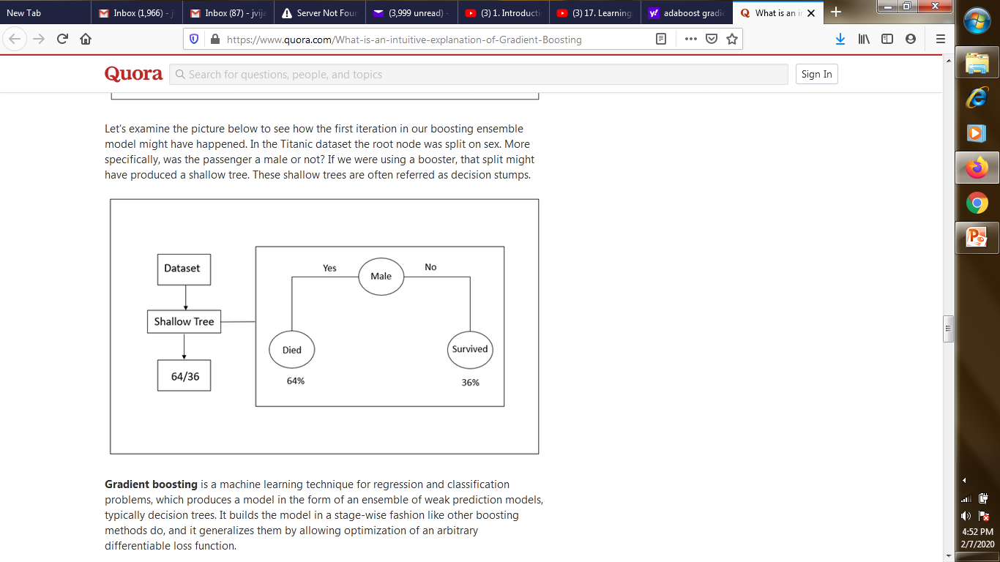 New Tab
Inbox (1,966) - j
Inbox (87) - jvija
Server Not Foun
(3,999 unread) -
(3) 1. Introducti
(3) 17. Learning:
adaboost gradie
What is an in
https://www.quora.com/What-is-an-intuitive-explanation-of-Gradient-Boosting
Quora
Search for questions, people, and topics
Sign In
Let's examine the picture below to see how the first iteration in our boosting ensemble
model might have happened. In the Titanic dataset the root node was split on sex. More
specifically, was the passenger a male or not? If we were using a booster, that split might
have produced a shallow tree. These shallow trees are often referred as decision stumps.
Dataset
Shallow Tree
64/36
Yes
Male
No
Died
Survived
64%
36%
Gradient boosting is a machine learning technique for regression and classification
problems, which produces a model in the form of an ensemble of weak prediction models,
typically decision trees. It builds the model in a stage-wise fashion like other boosting
methods do, and it generalizes them by allowing optimization of an arbitrary
differentiable loss function.
4:52 PM
2/7/2020